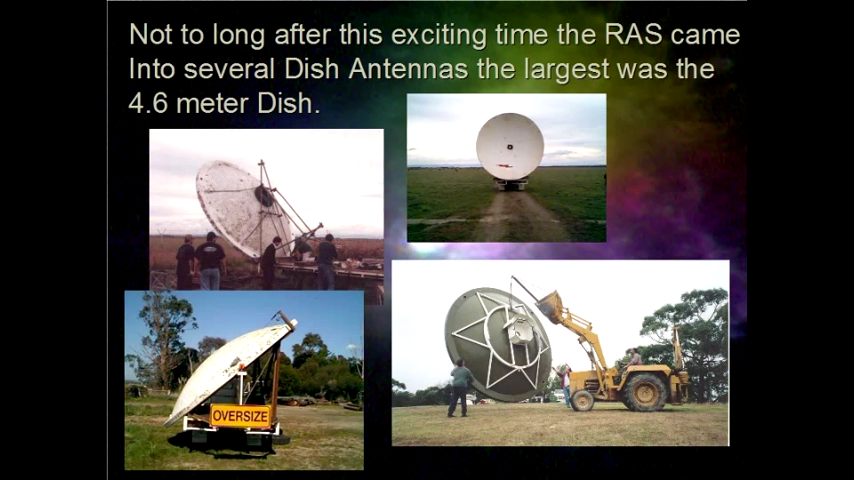 Not to long after this exciting time the RAS came
Into several Dish Antennas the largest was the
4.6 meter Dish.
OVERSIZE